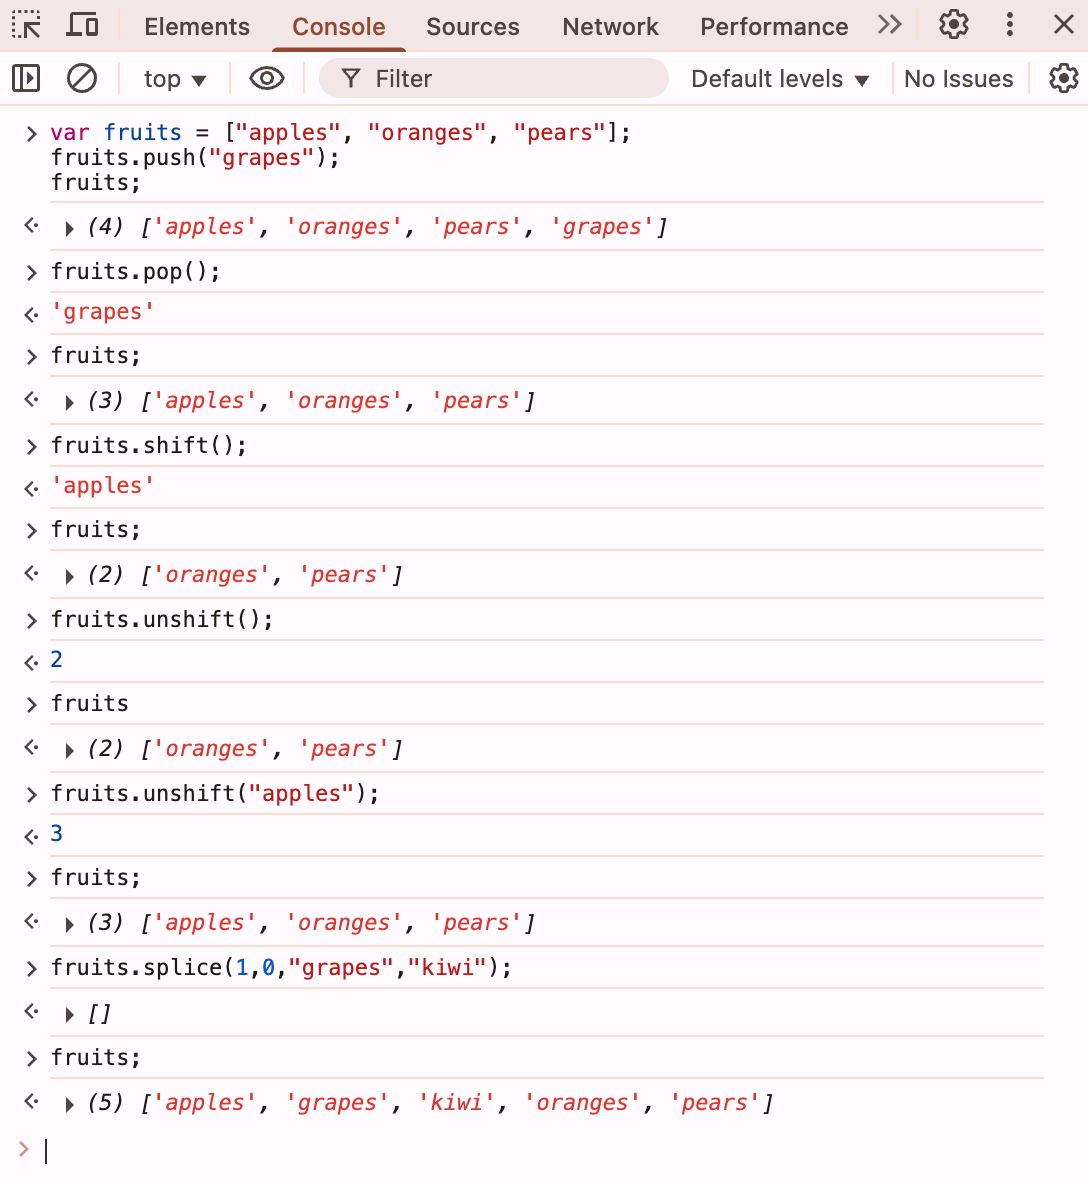 Elements Console Sources Network Performance
top Filter Default levels No Issues
var fruits = ["apples", "oranges", "pears"];
fruits.push("grapes");
fruits;
(4) ['apples', 'oranges', 'pears', 'grapes']
fruits.pop();
'grapes'
fruits;
(3) ['apples', 'oranges', 'pears']
fruits.shift();
'apples'
fruits;
(2) ['oranges', 'pears']
fruits.unshift();
2
fruits
(2) ['oranges', 'pears']
fruits.unshift("apples");
3
fruits;
(3) ['apples', 'oranges', 'pears']
fruits.splice(1,0,"grapes","kiwi");
[]
fruits;
(5) ['apples', 'grapes', 'kiwi', 'oranges', 'pears']